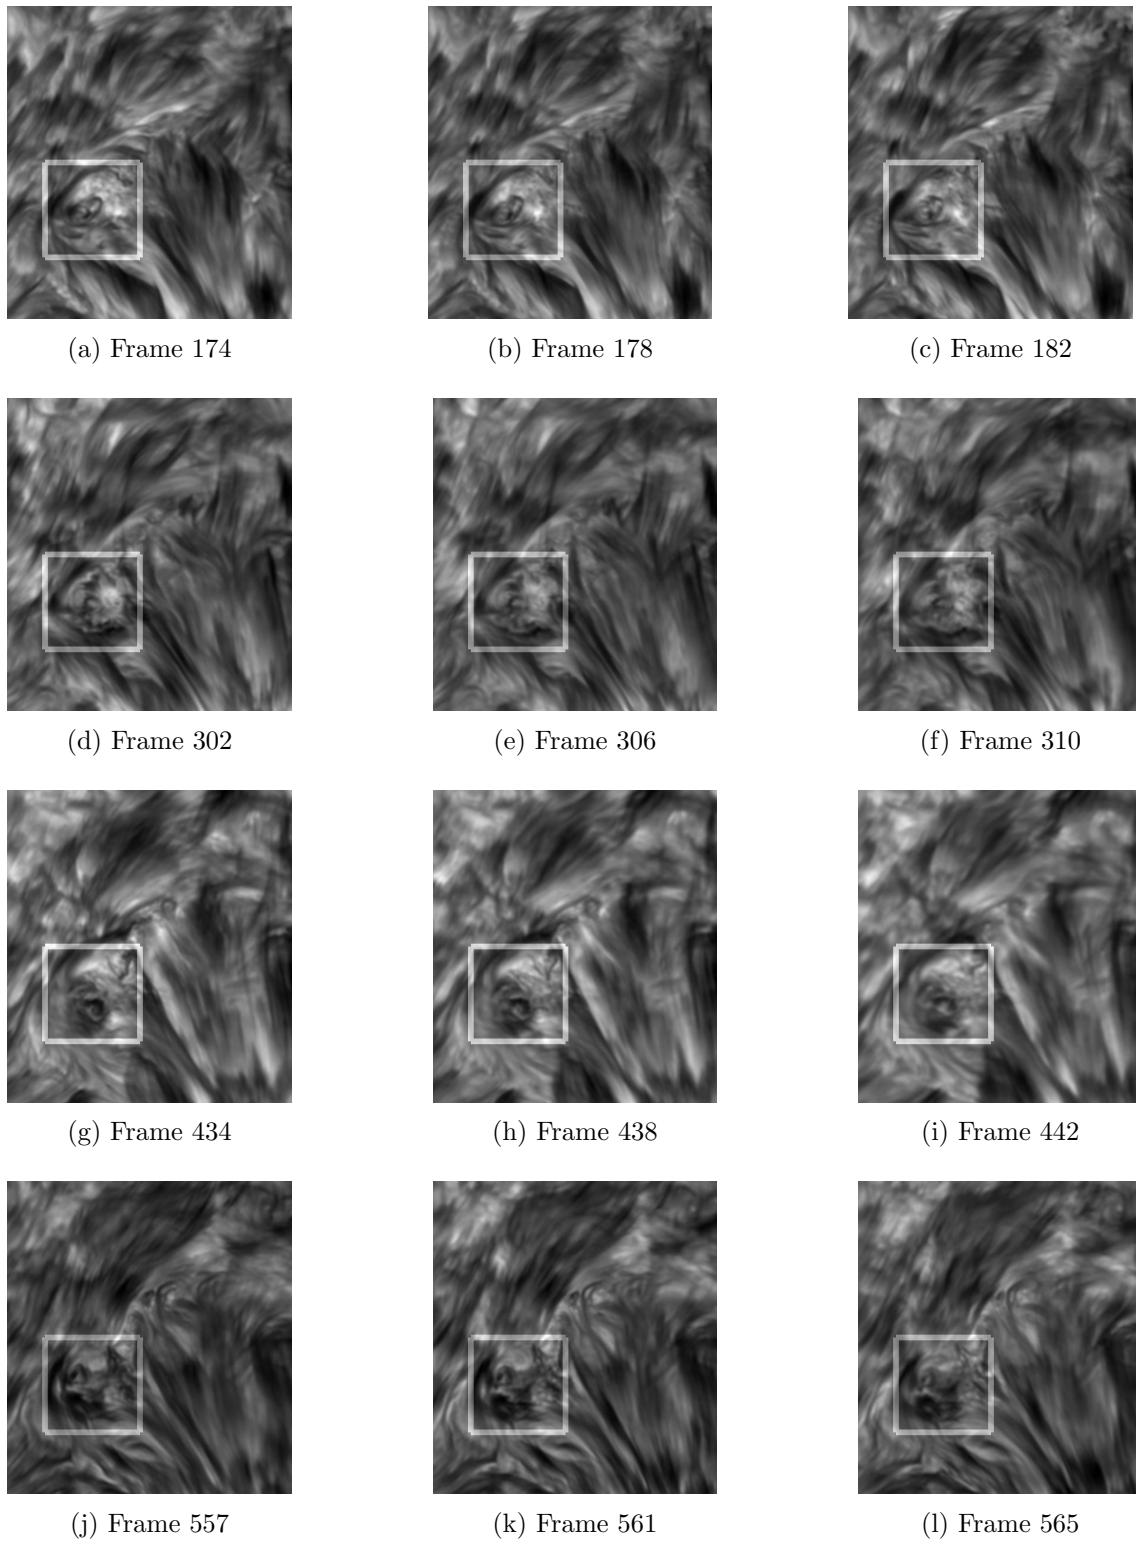 (a) Frame 174
(b) Frame 178
(c) Frame 182
(d) Frame 302
(e) Frame 306
(f) Frame 310
(g) Frame 434
(h) Frame 438
(i) Frame 442
(j) Frame 557
(k) Frame 561
(l) Frame 565